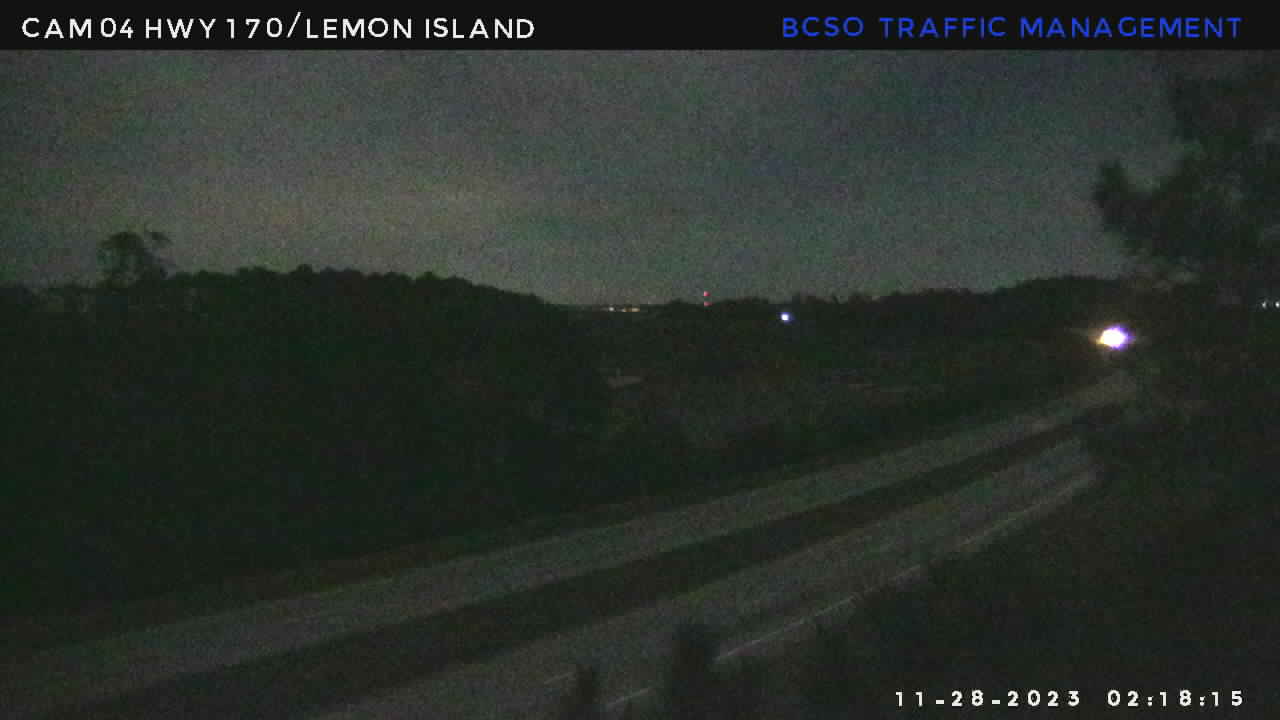 CAM04 HWY 170/LEMON ISLAND
BCSO TRAFFIC MANAGEMENT
11-28-2023 02:18:15